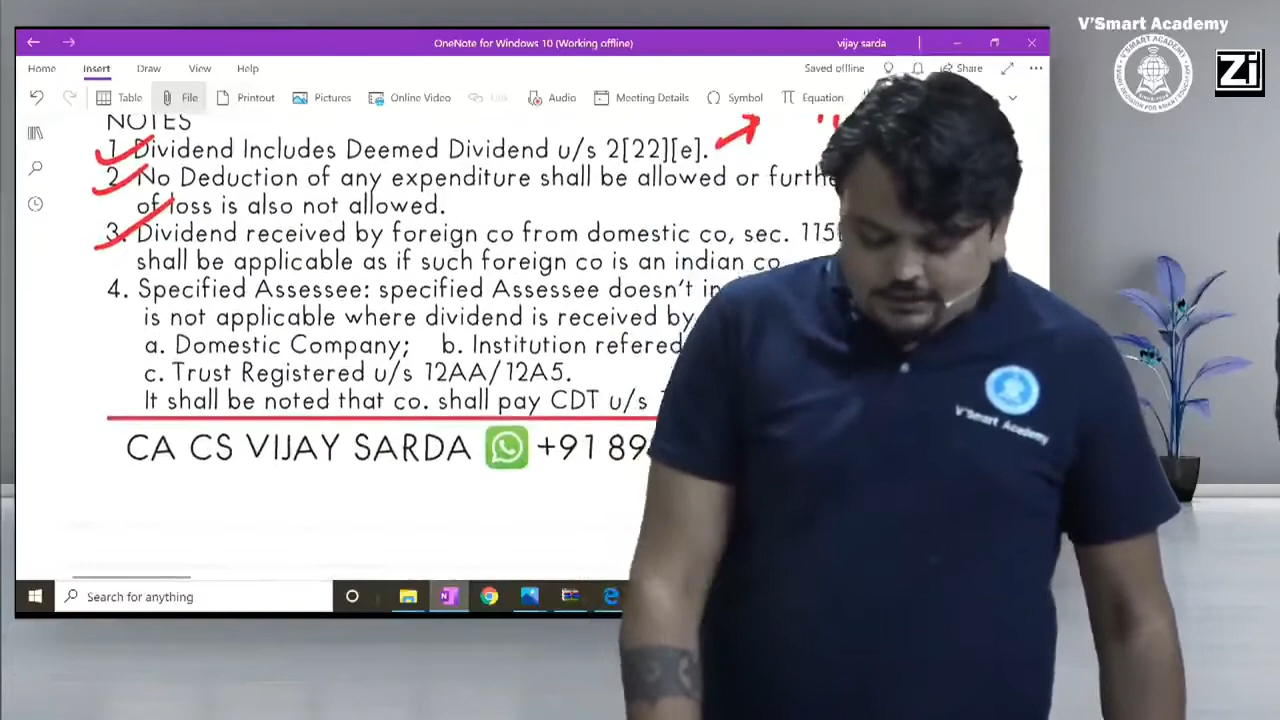 V'Smart Academy
OneNote for Windows 10 (Working offline)
vijay sarda
Home Insert Draw View Help
Saved offline
Share
Table File Printout Pictures Online Video Link Audio Meeting Details Symbol Equation
NOTES
1. Dividend Includes Deemed Dividend u/s 2[22][e].
2. No Deduction of any expenditure shall be allowed or
of loss is also not allowed.
3. Dividend received by foreign co from domestic co, sec.
shall be applicable as if such foreign co is an indian co
4. Specified Assessee: specified Assessee doesn't
is not applicable where dividend is received by
a. Domestic Company; b. Institution refered
c. Trust Registered u/s 12AA/12A5.
It shall be noted that co. shall pay CDT u/s
CA CS VIJAY SARDA +91 89
Search for anything
Zi
V'Smart Academy